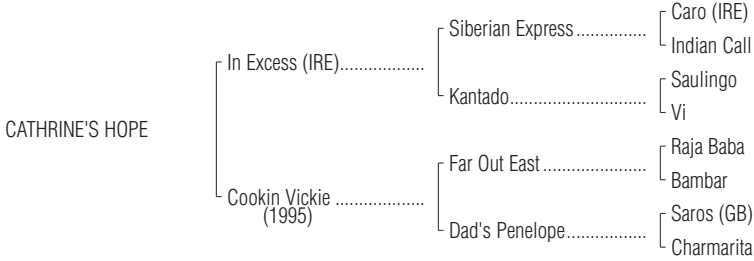 Caro (IRE)
Siberian Express...............
Indian Call
In Excess (IRE)..................
Saulingo
Kantado.............................
Vi
CATHRINE'S HOPE
Raja Baba
Far Out East ......................
Bambar
Cookin Vickie ...................
(1995)
Saros (GB)
Dad's Penelope.................
Charmarita